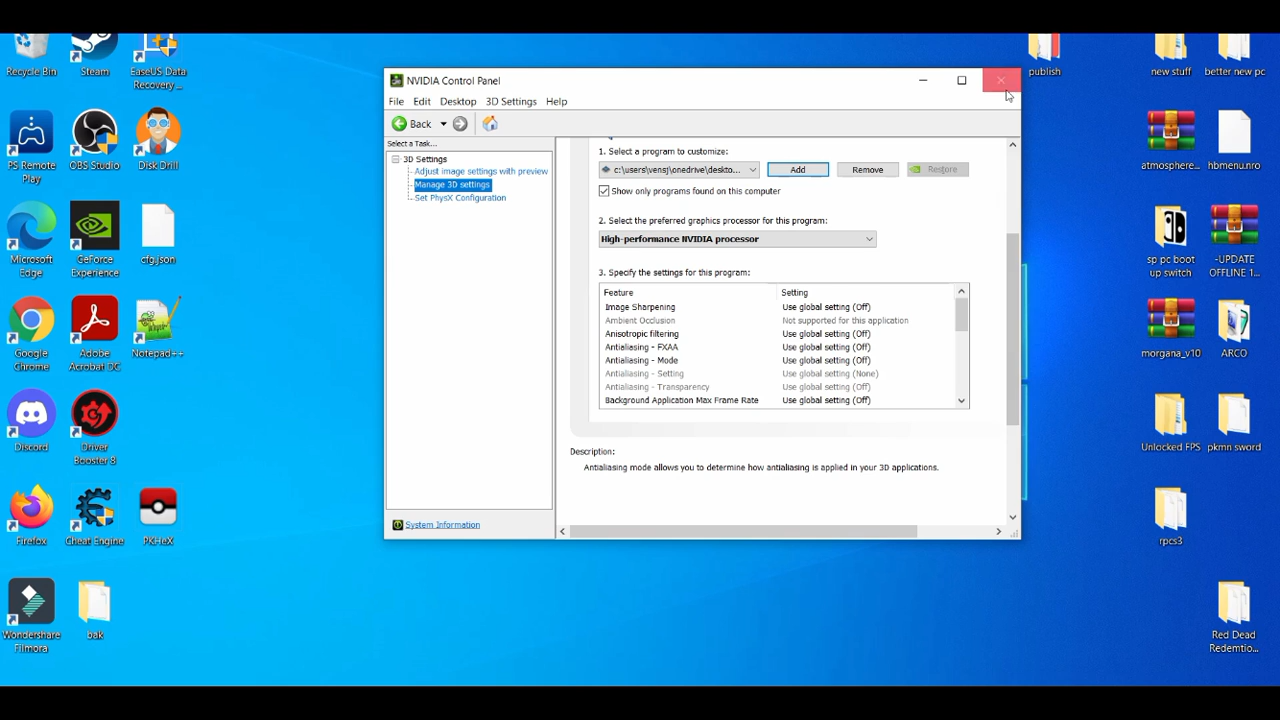 Recycle Bin
Steam
EaseUS Data
Recovery ...
PS Remote
Play
OBS Studio
Disk Drill
Microsoft
Edge
GeForce
Experience
cfg.json
Google
Chrome
Adobe
Acrobat DC
Notepad++
Discord
Driver
Booster 8
Firefox
Cheat Engine
PKHeX
Wondershare
Filmora
bak
NVIDIA Control Panel
File Edit Desktop 3D Settings Help
Back
Select a Task...
3D Settings
Adjust image settings with preview
Manage 3D settings
Set PhysX Configuration
System Information
1. Select a program to customize:
c:\users\vensj\onedrive\deskto...
Add
Remove
Restore
Show only programs found on this computer
2. Select the preferred graphics processor for this program:
High-performance NVIDIA processor
3. Specify the settings for this program:
Feature Setting
Image Sharpening Use global setting (Off)
Ambient Occlusion Not supported for this application
Anisotropic filtering Use global setting (Off)
Antialiasing - FXAA Use global setting (Off)
Antialiasing - Mode Use global setting (Off)
Antialiasing - Setting Use global setting (None)
Antialiasing - Transparency Use global setting (Off)
Background Application Max Frame Rate Use global setting (Off)
Description:
Antialiasing mode allows you to determine how antialiasing is applied in your 3D applications.
publish
new stuff
better new pc
atmosphere...
hbmenu.nro
sp pc boot
up switch
-UPDATE
OFFLINE 1...
morgana_v10
ARCO
Unlocked FPS
pkmn sword
rpcs3
Red Dead
Redemtio...